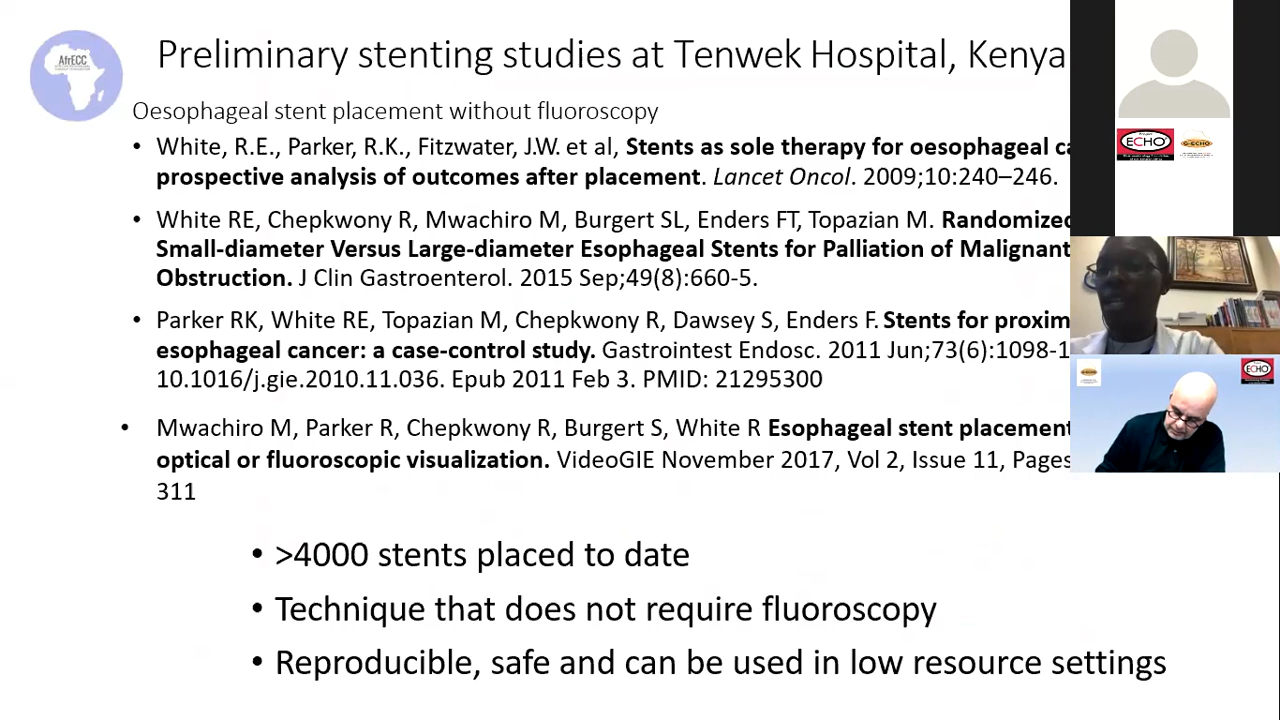 AfrECC
Preliminary stenting studies at Tenwek Hospital, Kenya
Oesophageal stent placement without fluoroscopy
• White, R.E., Parker, R.K., Fitzwater, J.W. et al, Stents as sole therapy for oesophageal ca
prospective analysis of outcomes after placement. Lancet Oncol. 2009;10:240–246.
• White RE, Chepkwony R, Mwachiro M, Burgert SL, Enders FT, Topazian M. Randomized
Small-diameter Versus Large-diameter Esophageal Stents for Palliation of Malignant
Obstruction. J Clin Gastroenterol. 2015 Sep;49(8):660-5.
• Parker RK, White RE, Topazian M, Chepkwony R, Dawsey S, Enders F. Stents for proxim
esophageal cancer: a case-control study. Gastrointest Endosc. 2011 Jun;73(6):1098-1
10.1016/j.gie.2010.11.036. Epub 2011 Feb 3. PMID: 21295300
• Mwachiro M, Parker R, Chepkwony R, Burgert S, White R Esophageal stent placement
optical or fluoroscopic visualization. VideoGIE November 2017, Vol 2, Issue 11, Pages
311
• >4000 stents placed to date
• Technique that does not require fluoroscopy
• Reproducible, safe and can be used in low resource settings
ECHO
G-ECHO
ECHO